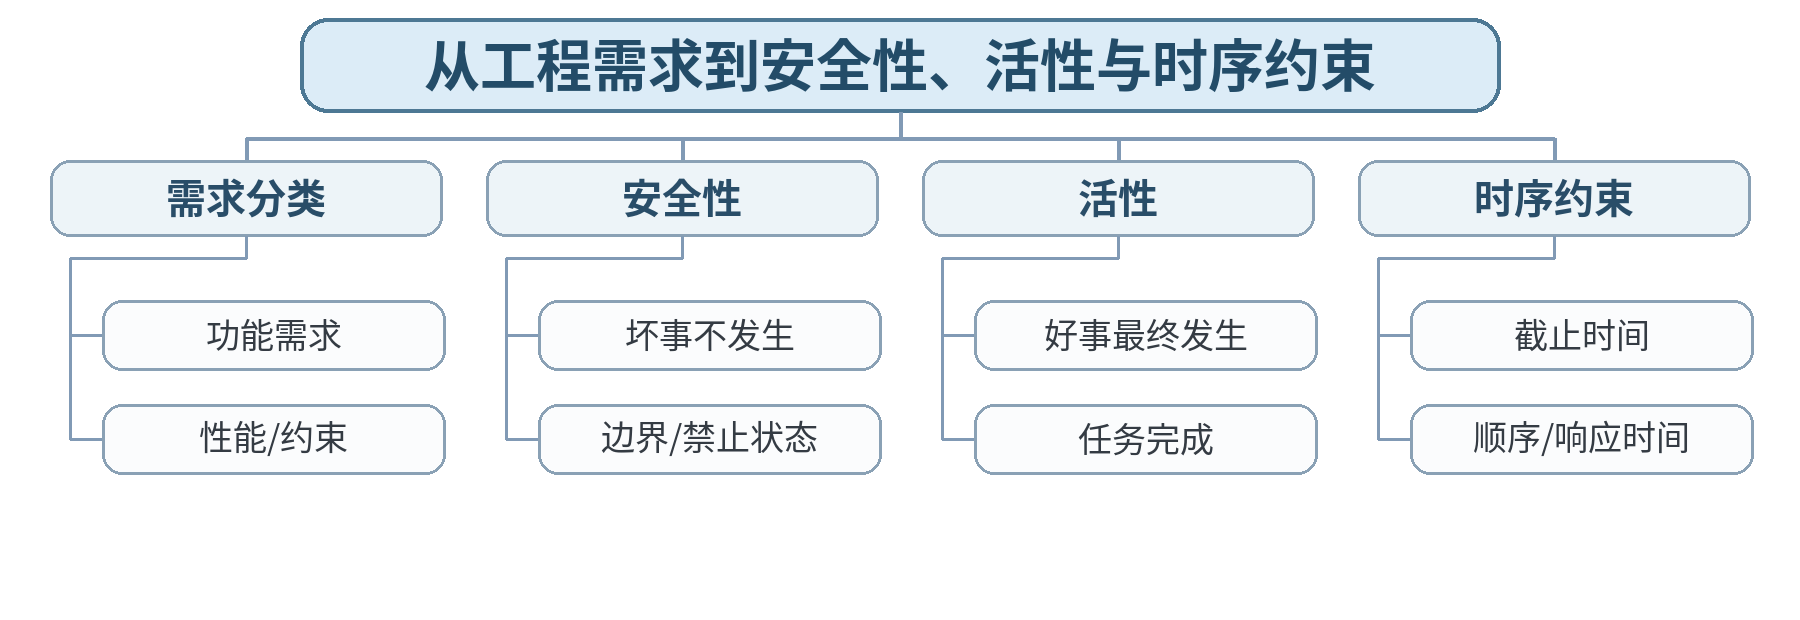 从工程需求到安全性、活性与时序约束
需求分类
安全性
活性
时序约束
功能需求
坏事不发生
好事最终发生
截止时间
性能/约束
边界/禁止状态
任务完成
顺序/响应时间